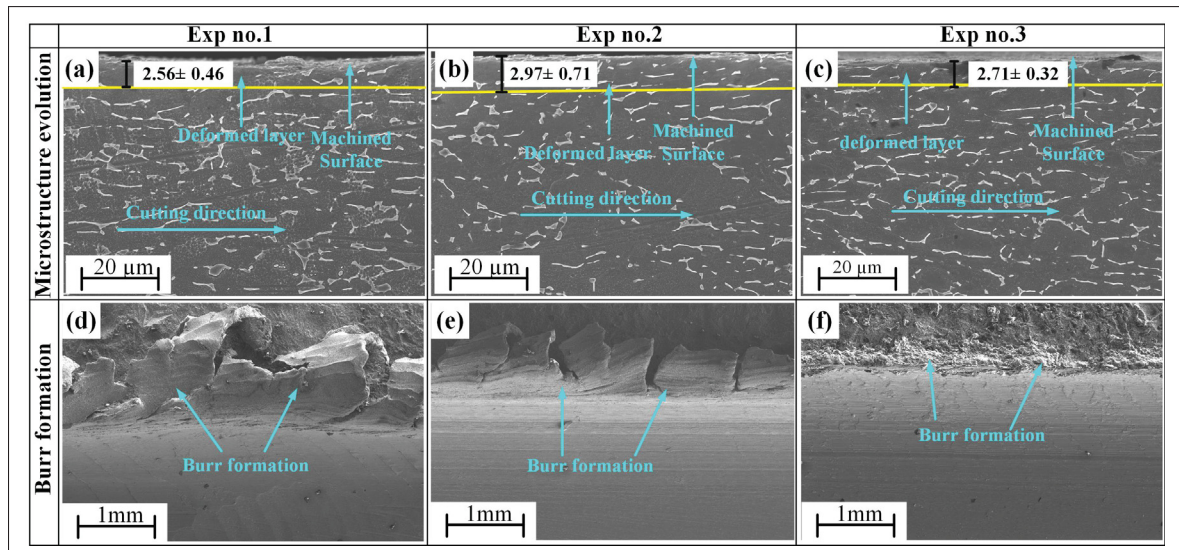 Exp no.1
Exp no.2
Exp no.3
Microstructure evolution
(a)
2.56± 0.46
Deformed layer
Machined
Surface
Cutting direction
20 µm
(b)
2.97± 0.71
Machined
Surface
Deformed layer
Cutting direction
20 µm
(c)
2.71± 0.32
deformed layer
Machined
Surface
Cutting direction
20 µm
Burr formation
(d)
Burr formation
1mm
(e)
Burr formation
1mm
(f)
Burr formation
1mm